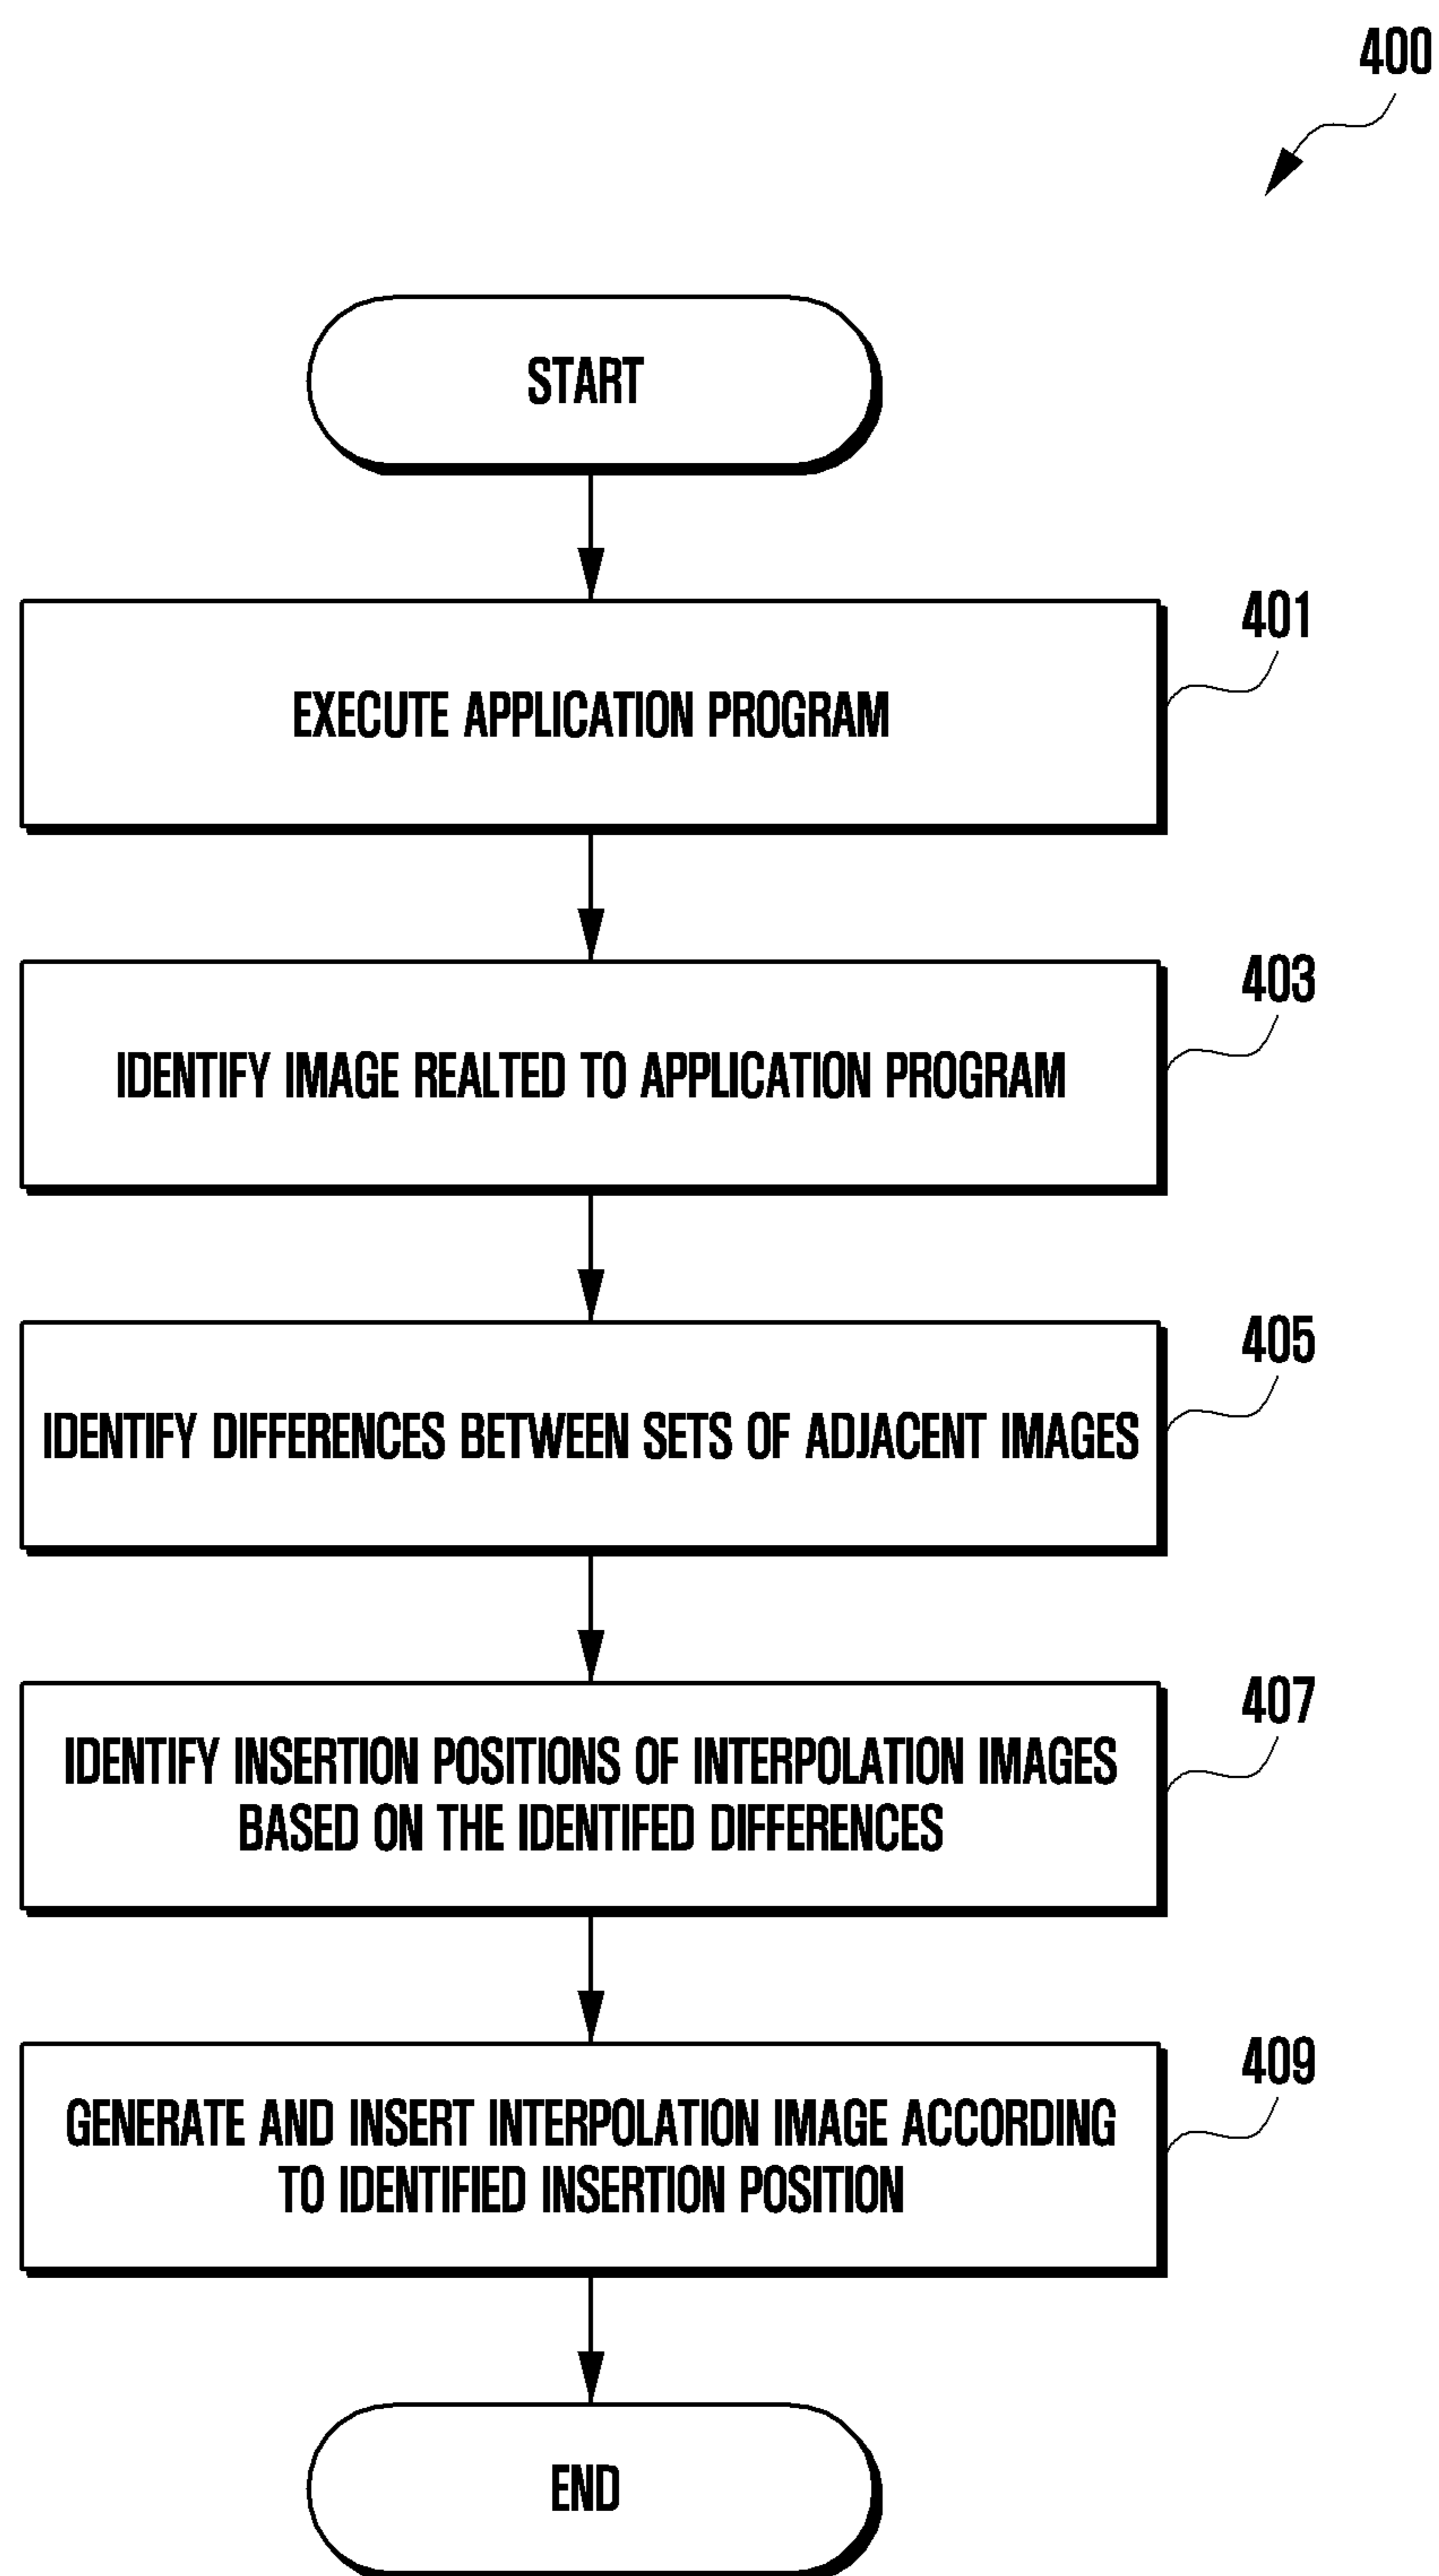 400
START
401
EXECUTE APPLICATION PROGRAM
403
IDENTIFY IMAGE REALTED TO APPLICATION PROGRAM
405
IDENTIFY DIFFERENCES BETWEEN SETS OF ADJACENT IMAGES
407
IDENTIFY INSERTION POSITIONS OF INTERPOLATION IMAGES
BASED ON THE IDENTIFED DIFFERENCES
409
GENERATE AND INSERT INTERPOLATION IMAGE ACCORDING
TO IDENTIFIED INSERTION POSITION
END